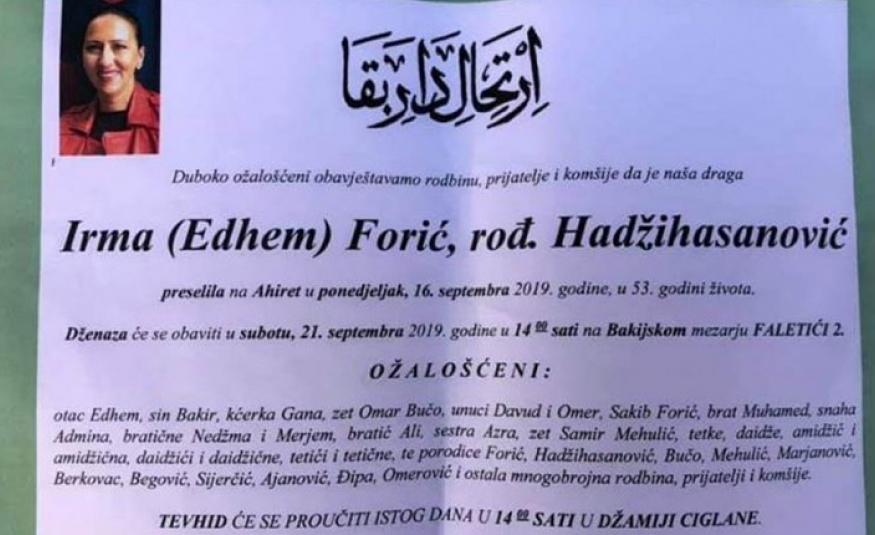 اِرْتِحَالِ دَارِ بَقَا
Duboko ožalošćeni obavještavamo rodbinu, prijatelje i komšije da je naša draga
Irma (Edhem) Forić, rođ. Hadžihasanović
preselila na Ahiret u ponedjeljak, 16. septembra 2019. godine, u 53. godini života.
Dženaza će se obaviti u subotu, 21. septembra 2019. godine u 14 00 sati na Bakijskom mezarju FALETIĆI 2.
OŽALOŠĆENI:
otac Edhem, sin Bakir, kćerka Gana, zet Omar Bučo, unuci Davud i Omer, Sakib Forić, brat Muhamed, snaha
Admina, bratične Nedžma i Merjem, bratić Ali, sestra Azra, zet Samir Mehulić, tetke, daidže, amidžić i
amidžična, daidžići i daidžične, tetići i tetične, te porodice Forić, Hadžihasanović, Bučo, Mehulić, Marjanović,
Berkovac, Begović, Sijerčić, Ajanović, Đipa, Omerović i ostala mnogobrojna rodbina, prijatelji i komšije.
TEVHID ĆE SE PROUČITI ISTOG DANA U 14 00 SATI U DŽAMIJI CIGLANE.